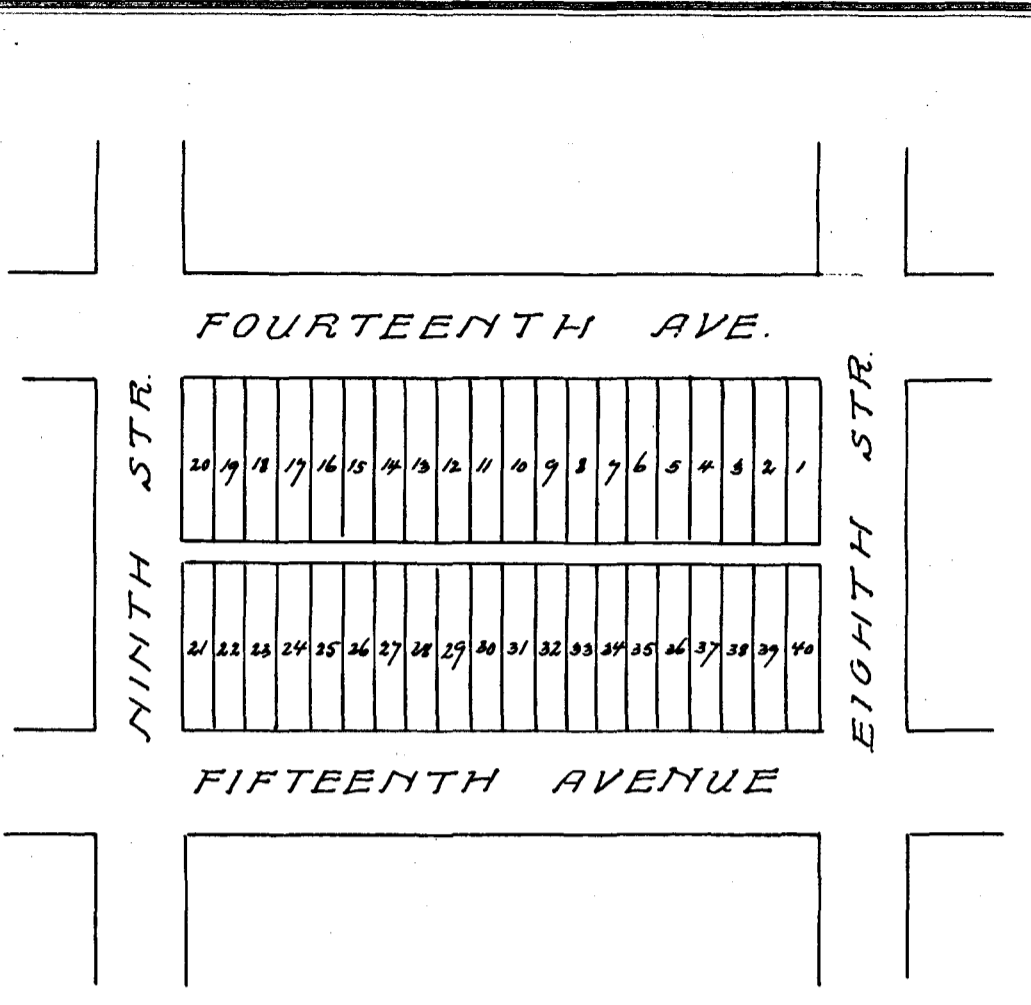 FOURTEENTH AVE.
NINTH STR.
EIGHTH STR.
20 19 18 17 16 15 14 13 12 11 10 9 8 7 6 5 4 3 2 1
21 22 23 24 25 26 27 28 29 30 31 32 33 34 35 36 37 38 39 40
FIFTEENTH AVENUE